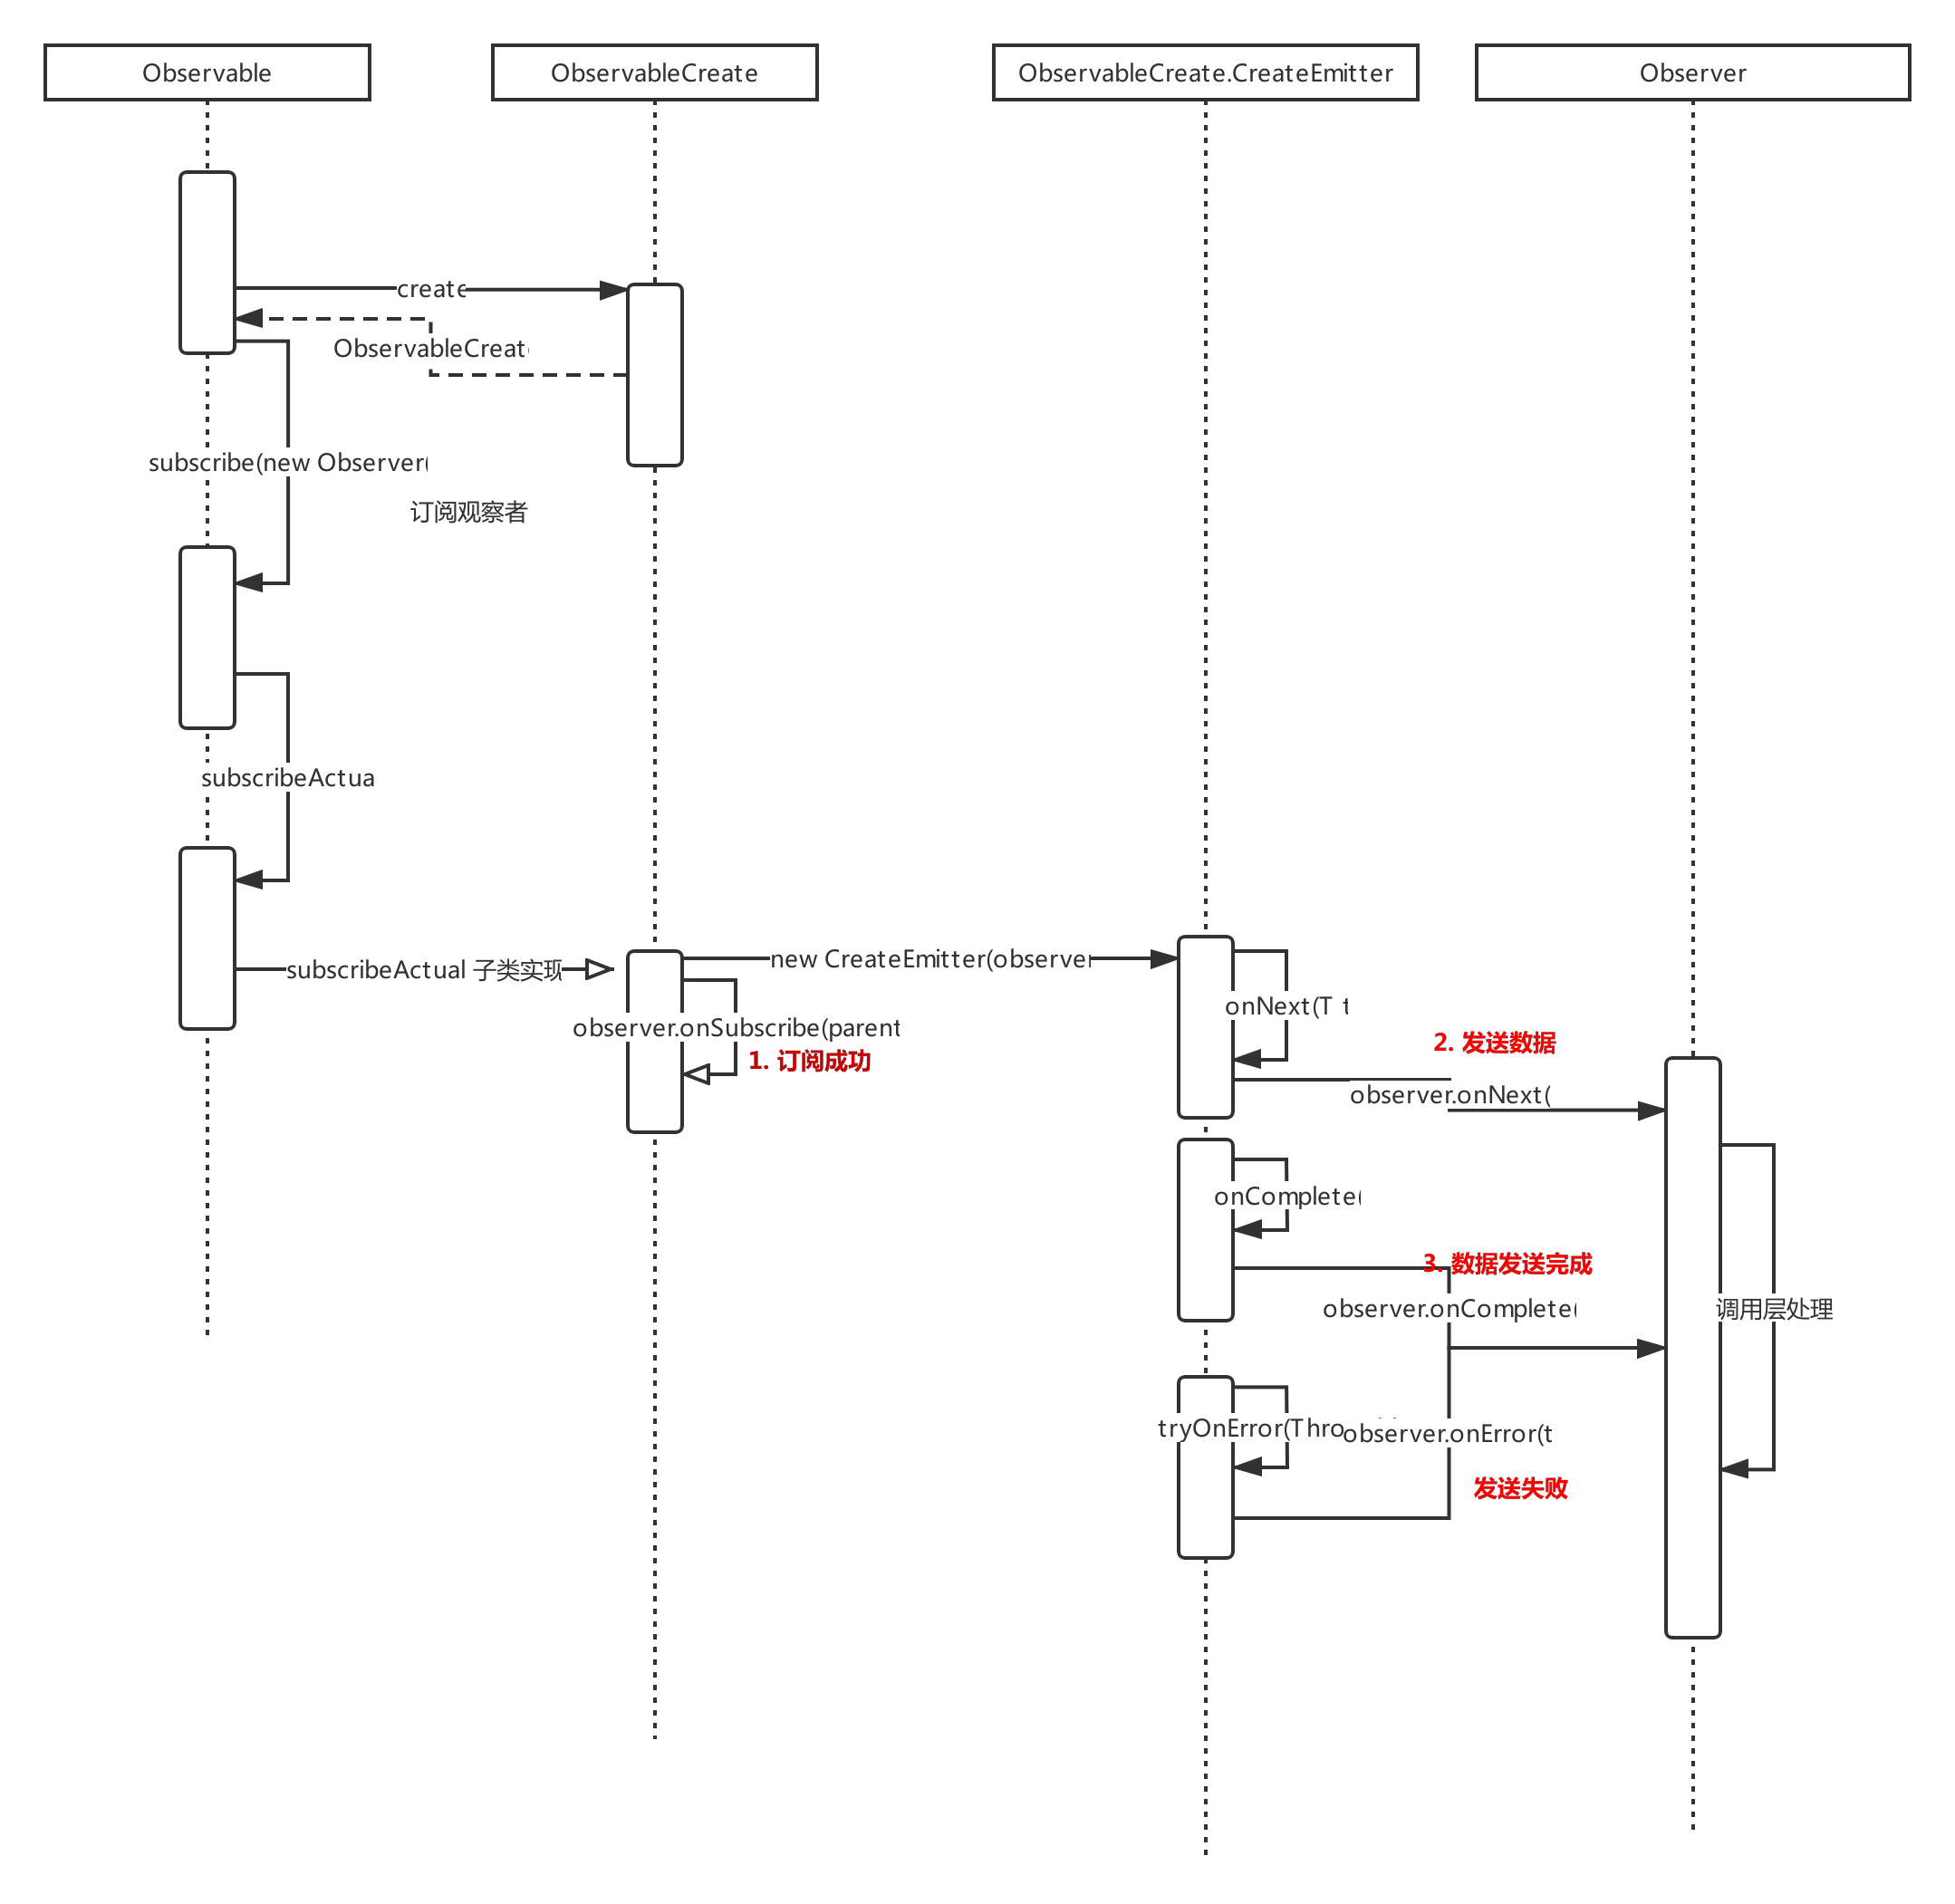 Observable
ObservableCreate
ObservableCreate.CreateEmitter
Observer
create
ObservableCreat
subscribe(new Observer(
订阅观察者
subscribeActua
subscribeActual 子类实现
new CreateEmitter(observe
onNext(T t
observer.onSubscribe(parent
1. 订阅成功
2. 发送数据
observer.onNext(
onComplete(
3. 数据发送完成
observer.onComplete(
调用层处理
tryOnError(Thro
observer.onError(t
发送失败